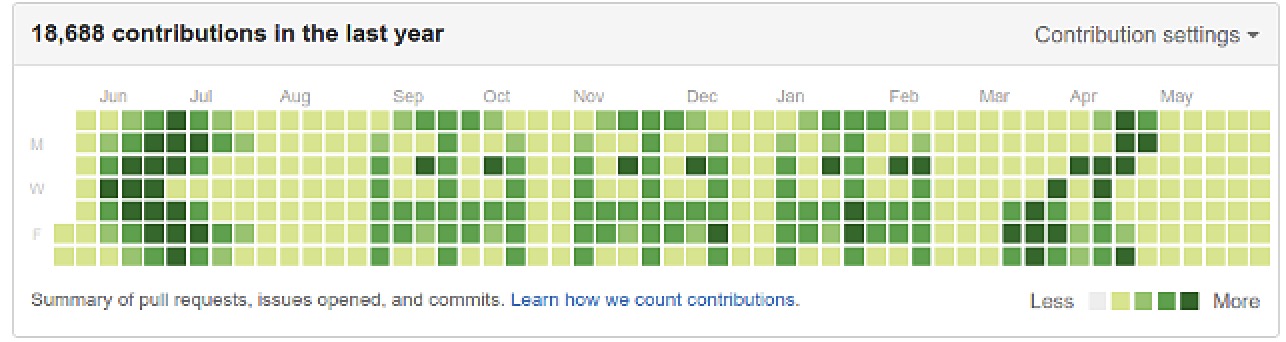 18,688 contributions in the last year
Contribution settings
Jun Jul Aug Sep Oct Nov Dec Jan Feb Mar Apr May
M
W
F
Summary of pull requests, issues opened, and commits. Learn how we count contributions.
Less More